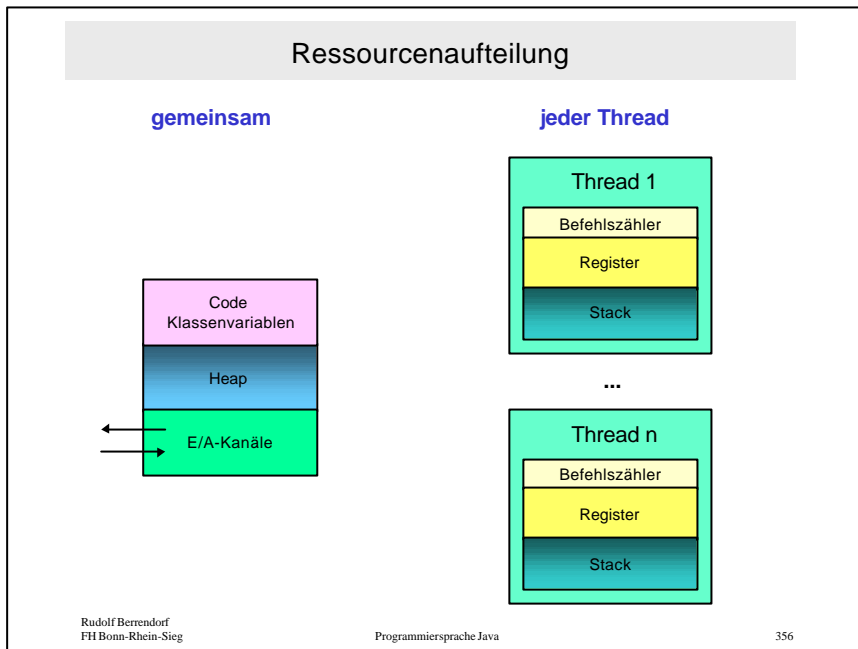 Ressourcenaufteilung
gemeinsam
jeder Thread
Code
Klassenvariablen
Heap
E/A-Kanäle
Thread 1
Befehlszähler
Register
Stack
...
Thread n
Befehlszähler
Register
Stack
Rudolf Berrendorf
FH Bonn-Rhein-Sieg
Programmiersprache Java
356